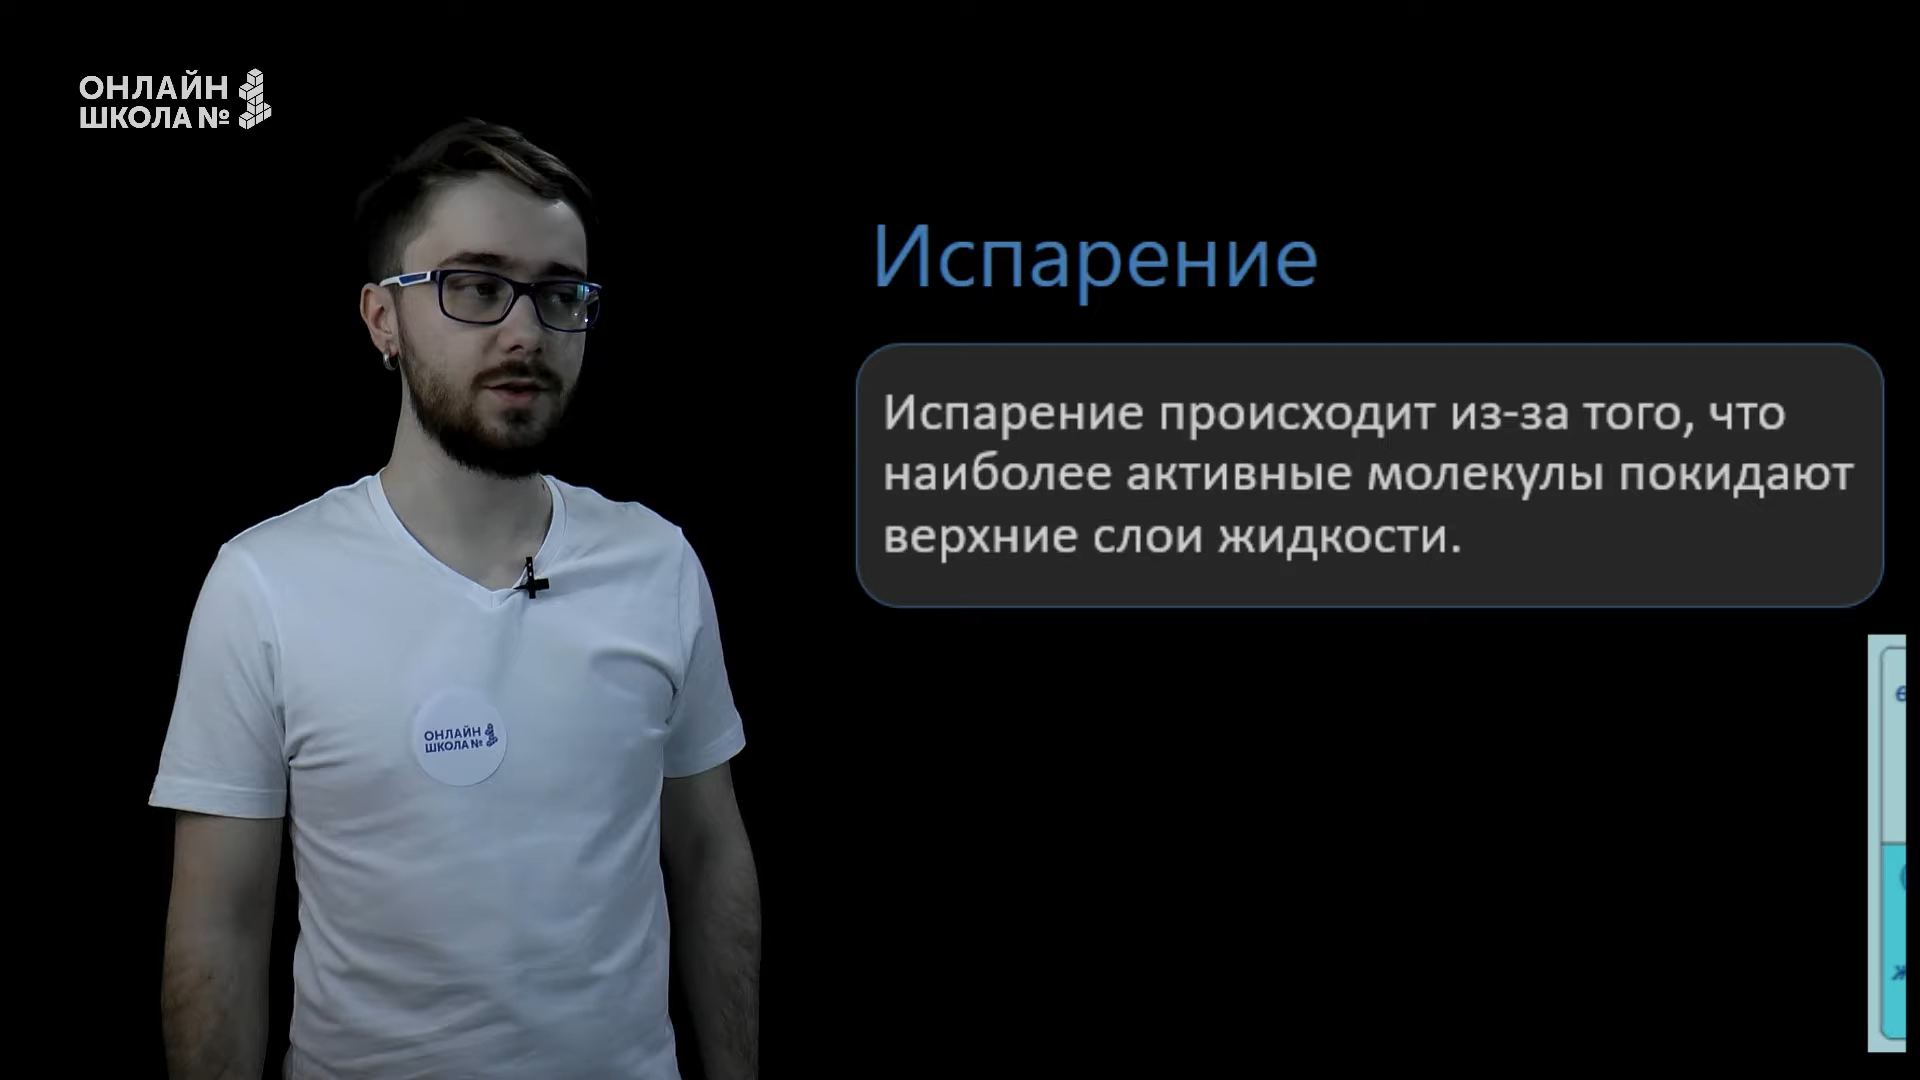 ОНЛАЙН
ШКОЛА №
Испарение
Испарение происходит из-за того, что
наиболее активные молекулы покидают
верхние слои жидкости.
ОНЛАЙН
ШКОЛА №